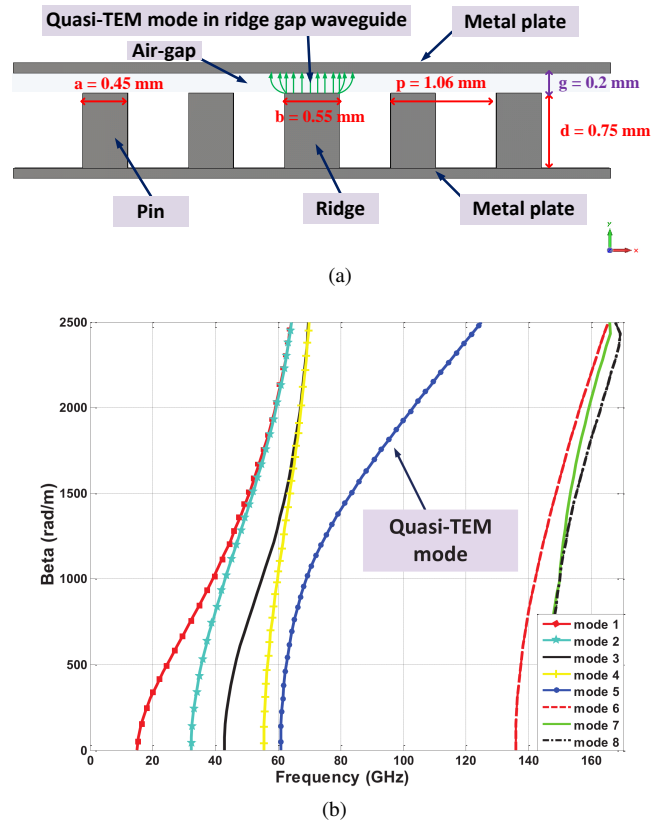 Quasi-TEM mode in ridge gap waveguide
Metal plate
Air-gap
a = 0.45 mm
p = 1.06 mm
g = 0.2 mm
b = 0.55 mm
d = 0.75 mm
Pin
Ridge
Metal plate
y
x
(a)
2500
2000
1500
1000
500
0
Beta (rad/m)
Quasi-TEM
mode
mode 1
mode 2
mode 3
mode 4
mode 5
mode 6
mode 7
mode 8
0 20 40 60 80 100 120 140 160
Frequency (GHz)
(b)